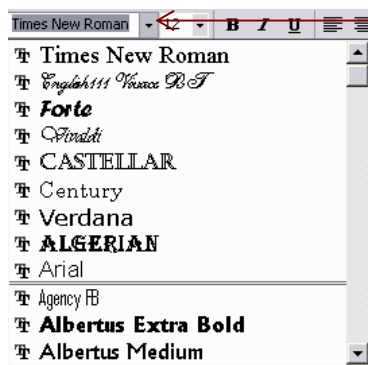 Times New Roman 12 B I U
Times New Roman
English111 Vivace BT
Forte
Vivaldi
CASTELLAR
Century
Verdana
ALGERIAN
Arial
Agency FB
Albertus Extra Bold
Albertus Medium